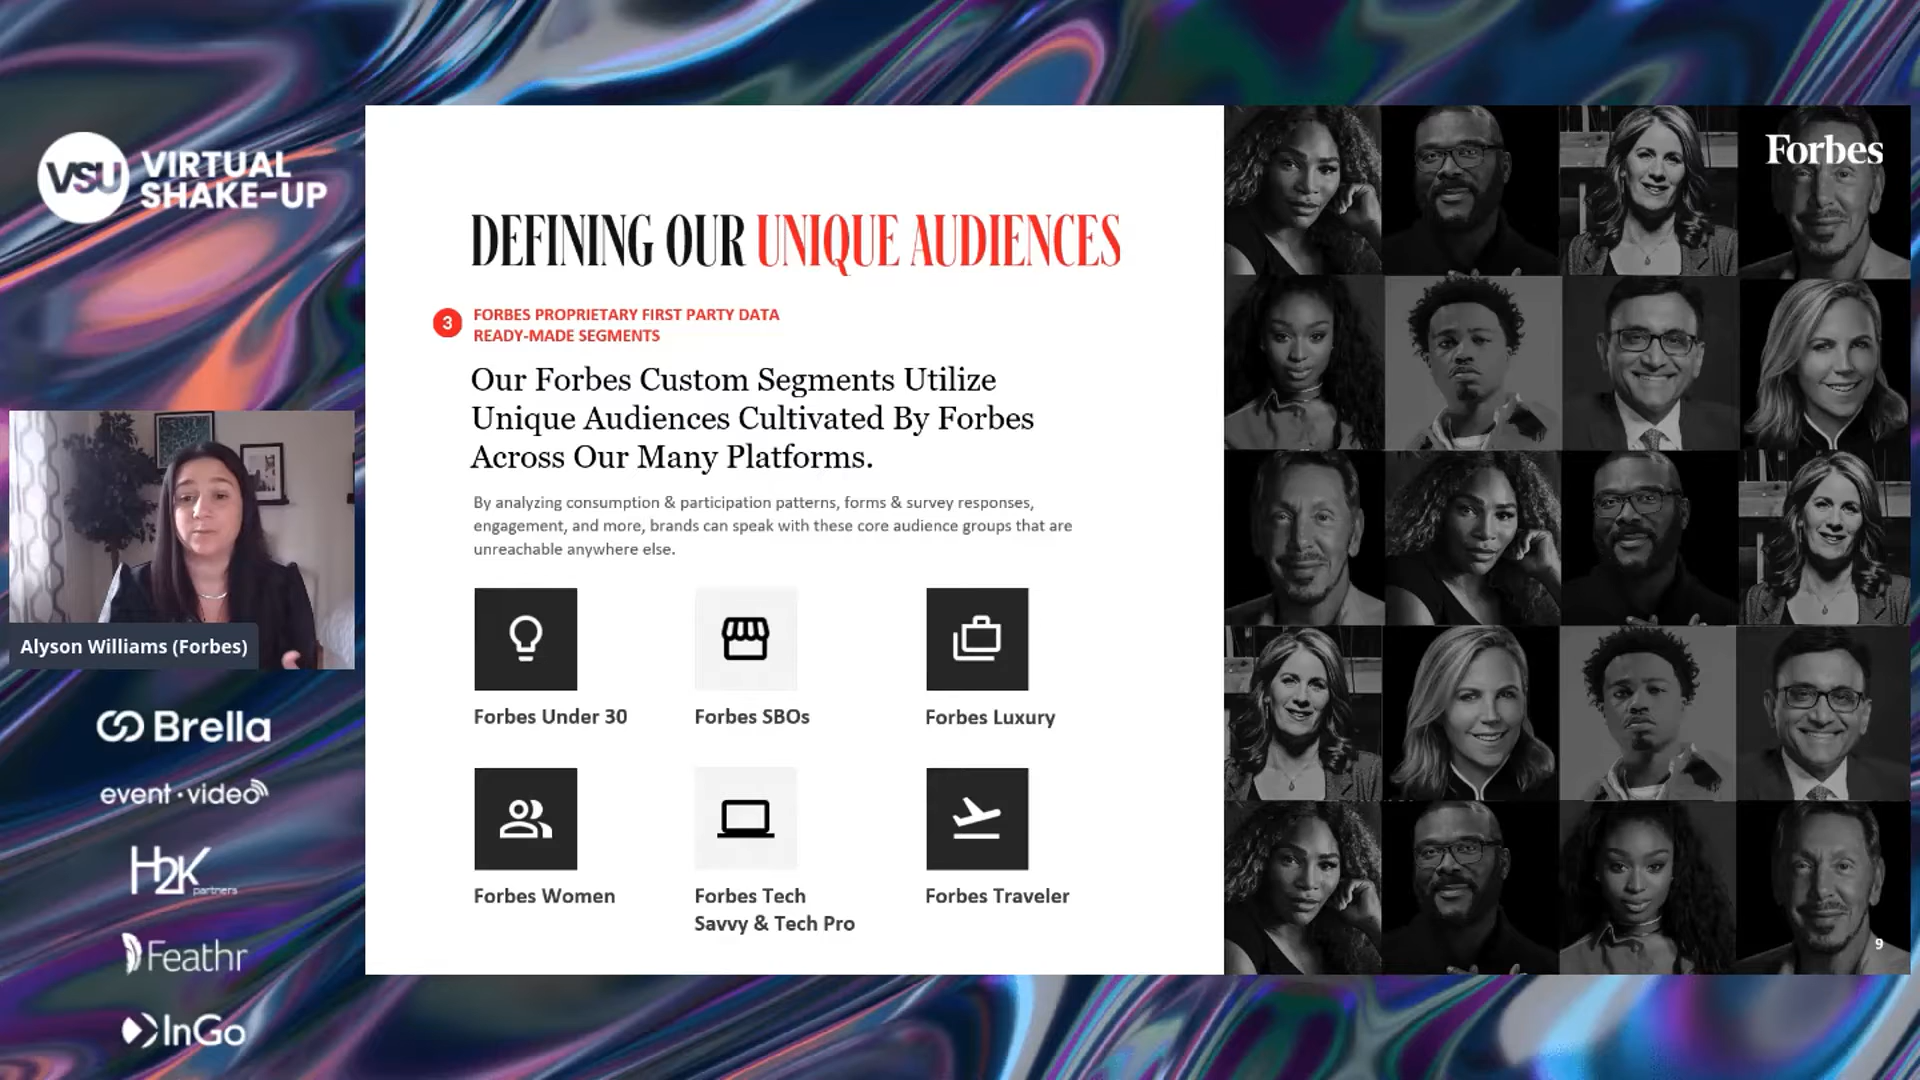 VSU
VIRTUAL
SHAKE-UP
Alyson Williams (Forbes)
Brella
event·video
H2K
partners
Feathr
InGo
DEFINING OUR UNIQUE AUDIENCES
3
FORBES PROPRIETARY FIRST PARTY DATA
READY-MADE SEGMENTS
Our Forbes Custom Segments Utilize
Unique Audiences Cultivated By Forbes
Across Our Many Platforms.
By analyzing consumption & participation patterns, forms & survey responses,
engagement, and more, brands can speak with these core audience groups that are
unreachable anywhere else.
Forbes Under 30
Forbes SBOs
Forbes Luxury
Forbes Women
Forbes Tech
Savvy & Tech Pro
Forbes Traveler
Forbes
9